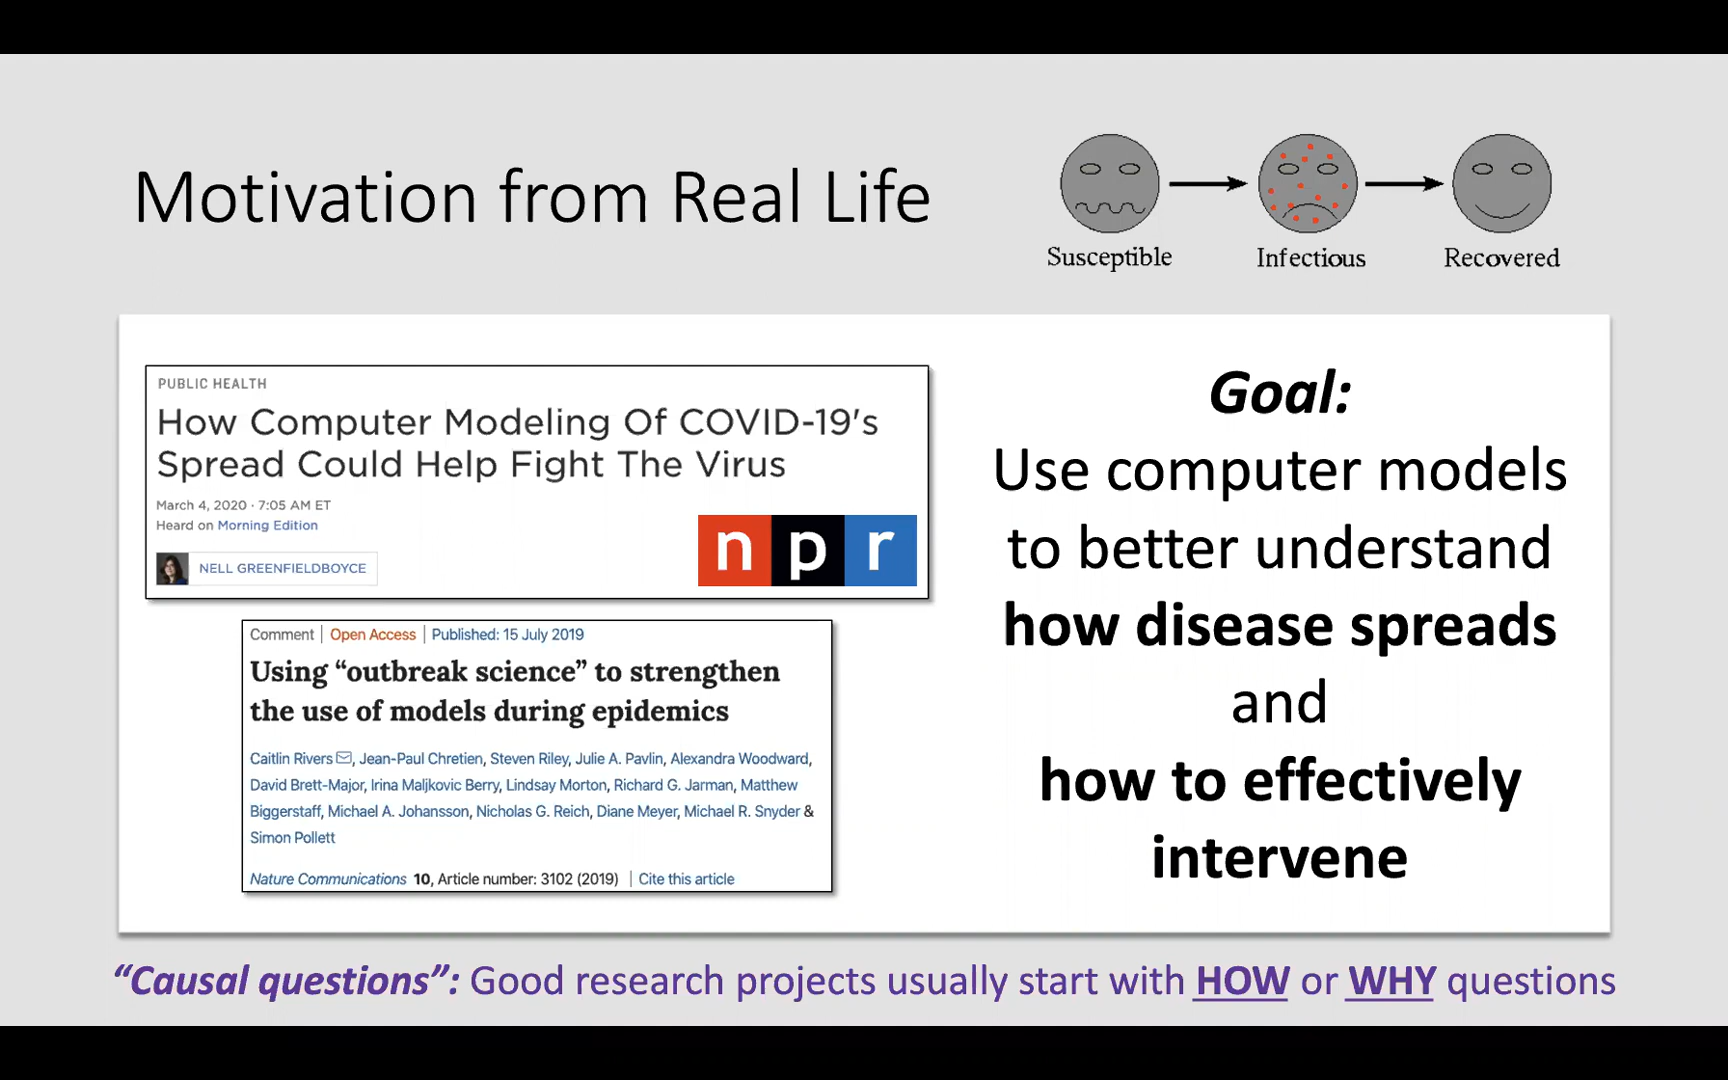 Motivation from Real Life
Susceptible
Infectious
Recovered
PUBLIC HEALTH
How Computer Modeling Of COVID-19's
Spread Could Help Fight The Virus
March 4, 2020 · 7:05 AM ET
Heard on Morning Edition
NELL GREENFIELDBOYCE
npr
Comment | Open Access | Published: 15 July 2019
Using “outbreak science” to strengthen
the use of models during epidemics
Caitlin Rivers, Jean-Paul Chretien, Steven Riley, Julie A. Pavlin, Alexandra Woodward,
David Brett-Major, Irina Maljkovic Berry, Lindsay Morton, Richard G. Jarman, Matthew
Biggerstaff, Michael A. Johansson, Nicholas G. Reich, Diane Meyer, Michael R. Snyder &
Simon Pollett
Nature Communications 10, Article number: 3102 (2019) | Cite this article
Goal:
Use computer models
to better understand
how disease spreads
and
how to effectively
intervene
“Causal questions”: Good research projects usually start with HOW or WHY questions